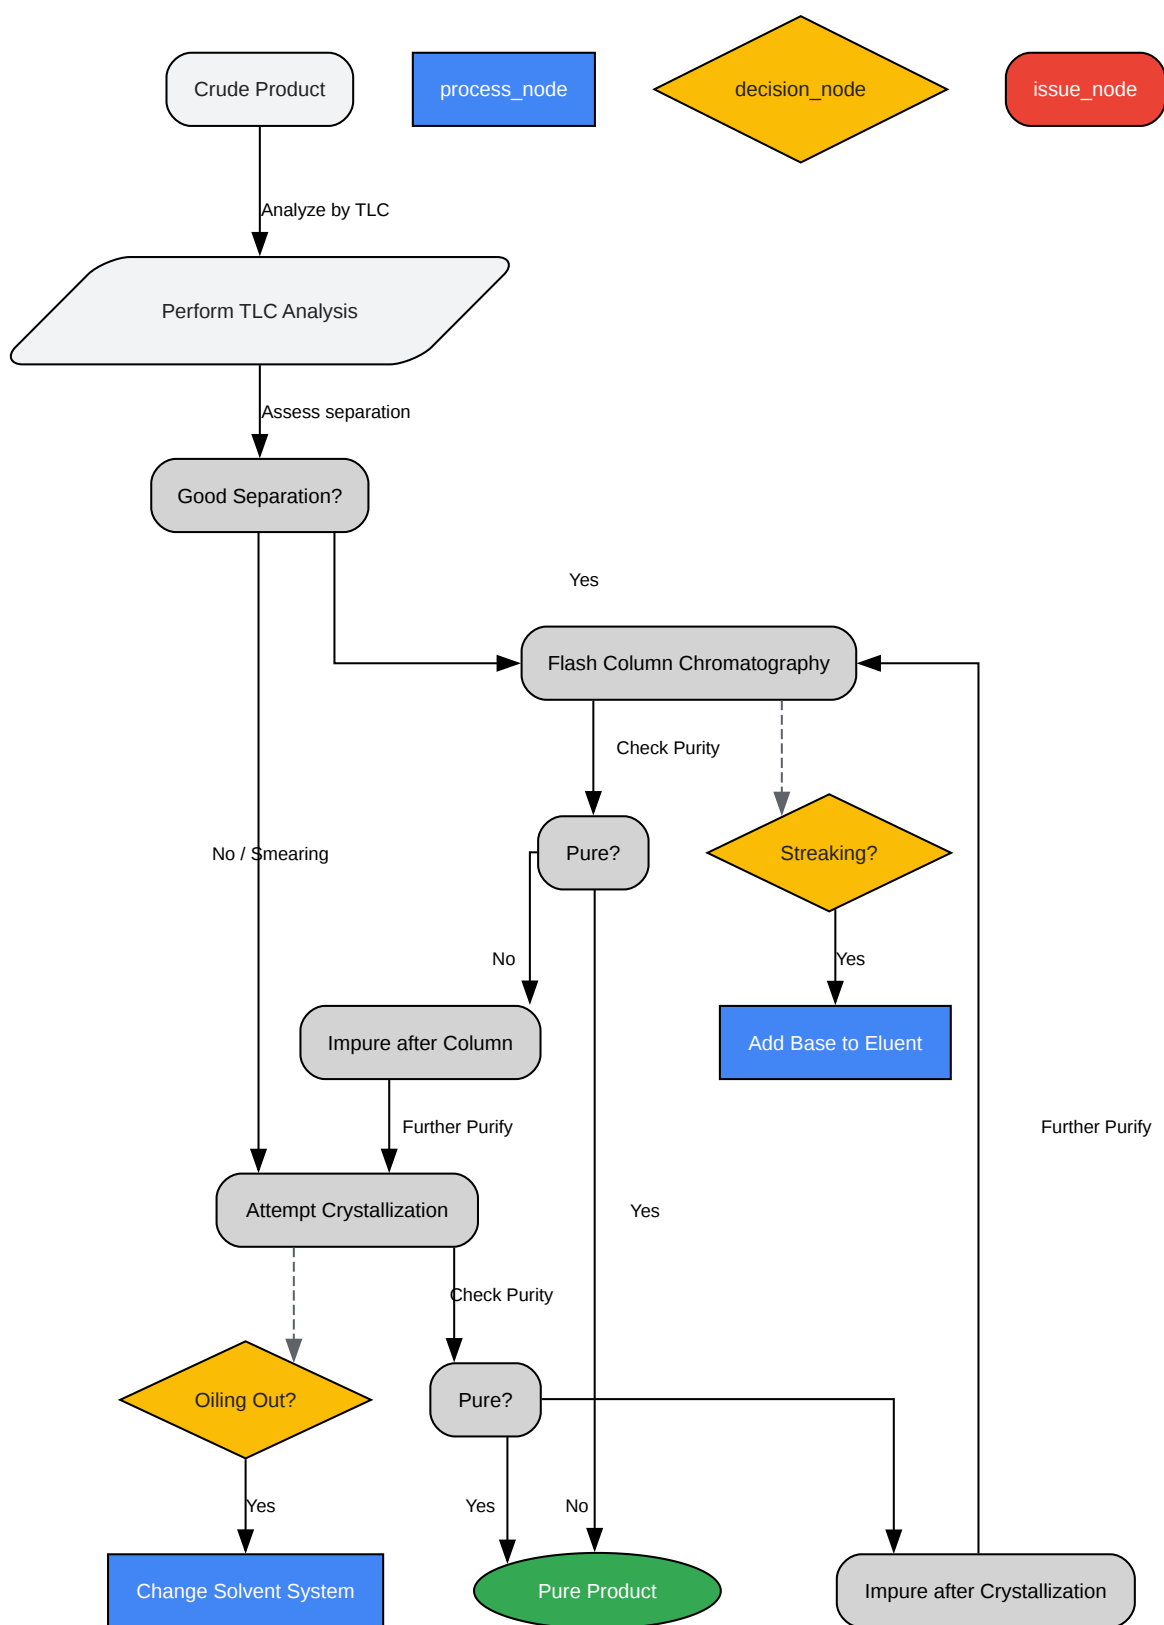 Crude Product
process_node
decision_node
issue_node
Analyze by TLC
Perform TLC Analysis
Assess separation
Good Separation?
Yes
Flash Column Chromatography
Check Purity
No / Smearing
Pure?
Streaking?
No
Yes
Impure after Column
Add Base to Eluent
Further Purify
Further Purify
Attempt Crystallization
Yes
Check Purity
Oiling Out?
Pure?
Yes
Yes
No
Change Solvent System
Pure Product
Impure after Crystallization